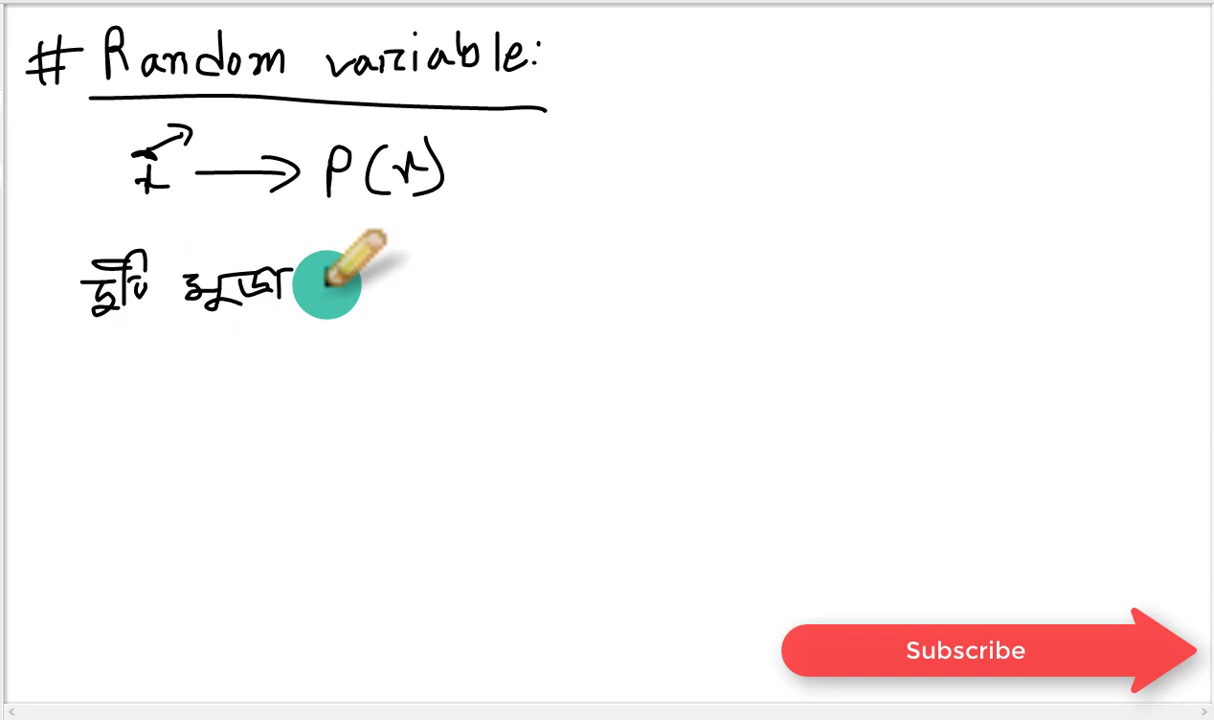 # Random variable:
x → P(x)
দুটি মুদ্রা
Subscribe